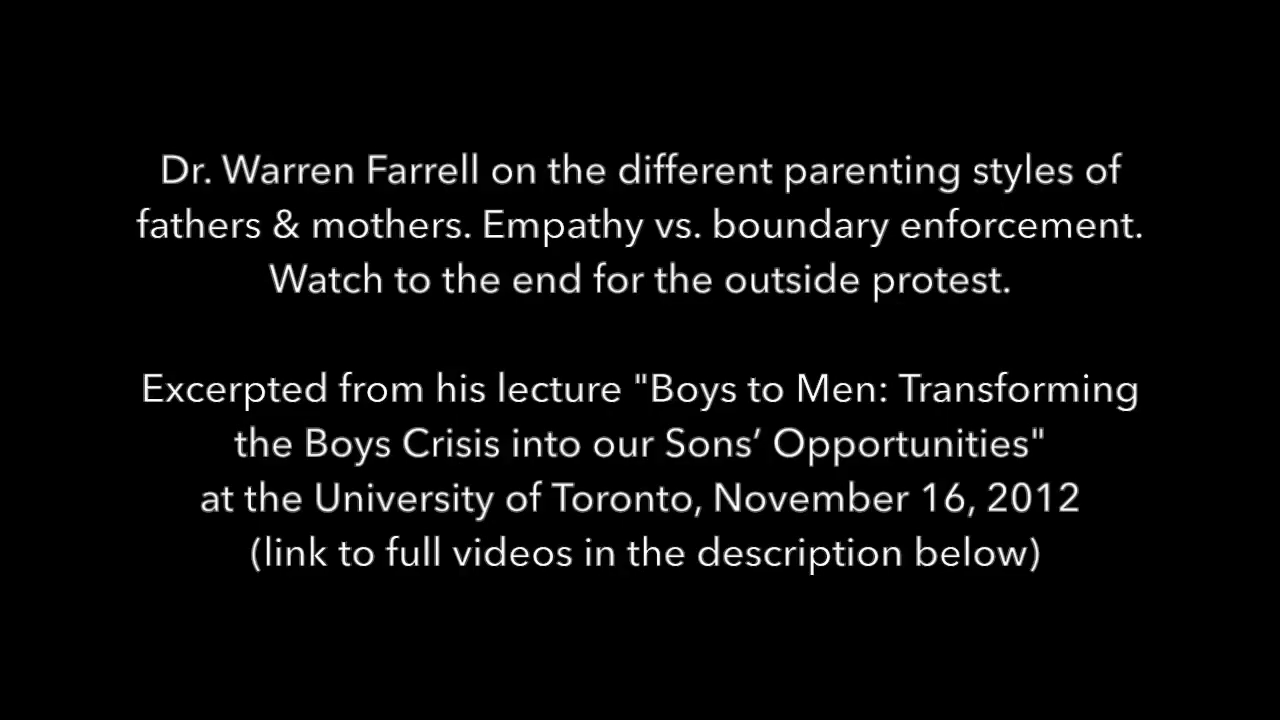 Dr. Warren Farrell on the different parenting styles of
fathers & mothers. Empathy vs. boundary enforcement.
Watch to the end for the outside protest.
Excerpted from his lecture "Boys to Men: Transforming
the Boys Crisis into our Sons’ Opportunities"
at the University of Toronto, November 16, 2012
(link to full videos in the description below)